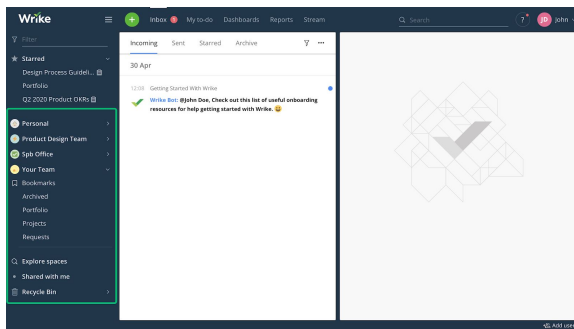 Wrike
Inbox 1 My to-do Dashboards Reports Stream
Search
?
JD John
Filter
Starred
Design Process Guideli...
Portfolio
Q2 2020 Product OKRs
Personal
Product Design Team
Spb Office
Your Team
Bookmarks
Archived
Portfolio
Projects
Requests
Explore spaces
Shared with me
Recycle Bin
Incoming Sent Starred Archive
30 Apr
12:08 Getting Started With Wrike
Wrike Bot: @John Doe, Check out this list of useful onboarding
resources for help getting started with Wrike. 😀
Add user